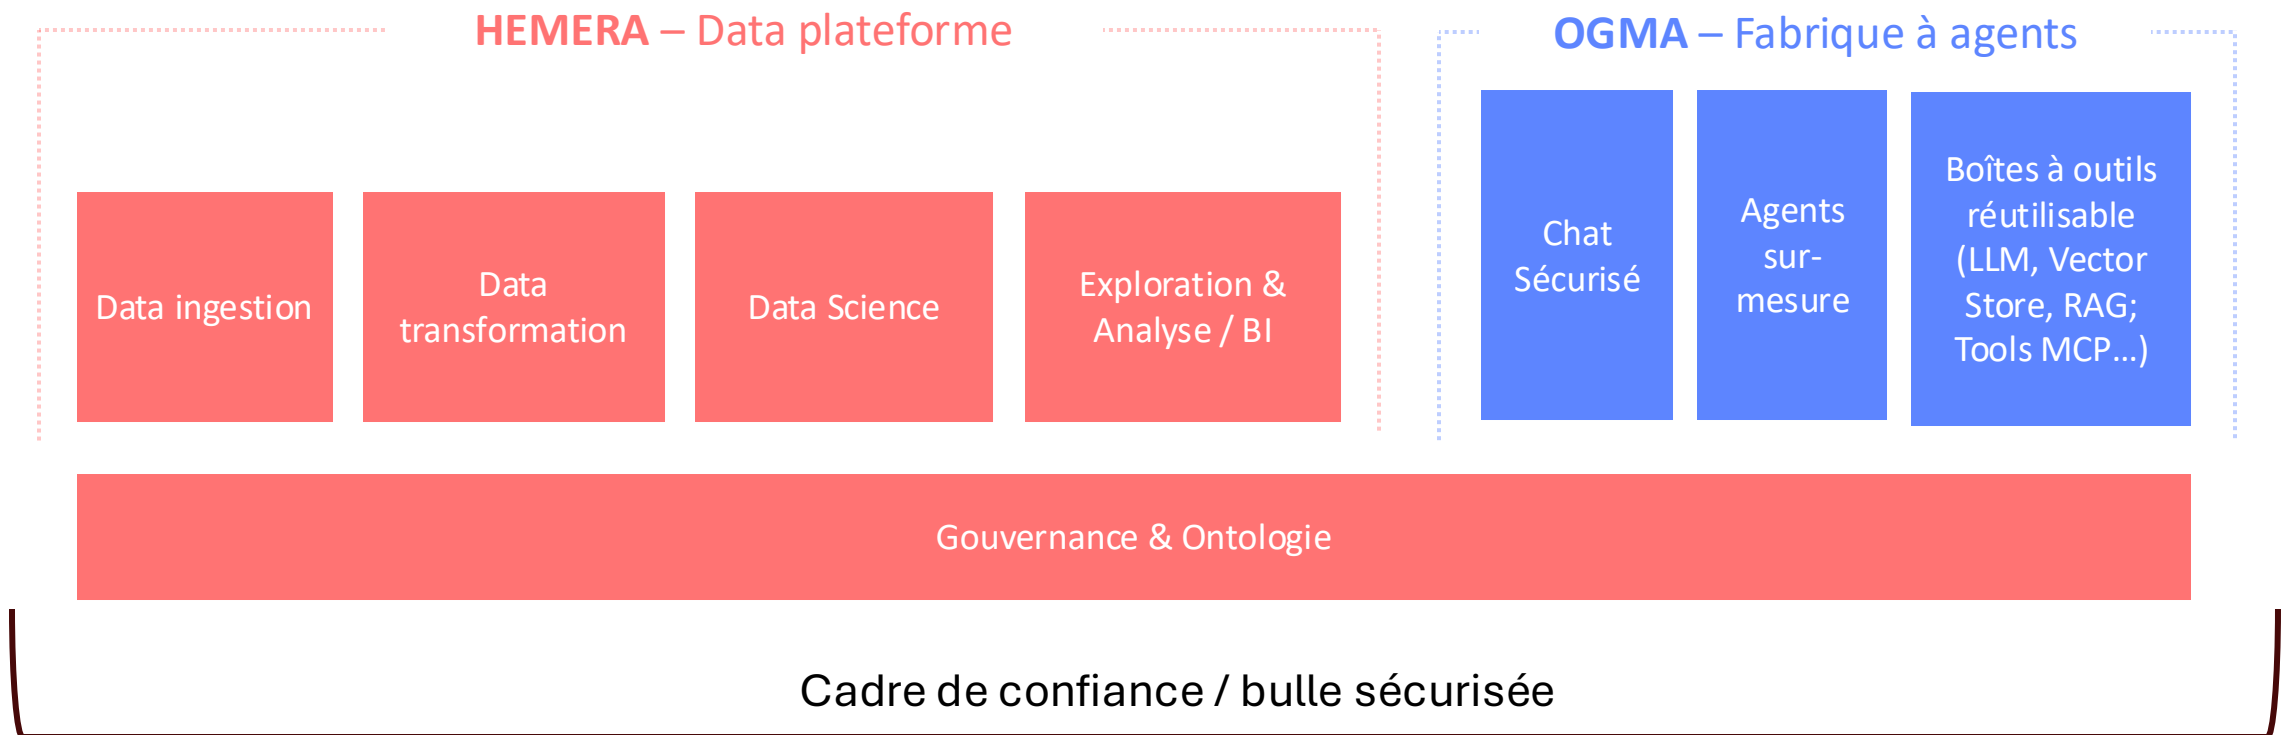 HEMERA – Data plateforme
OGMA – Fabrique à agents
Data ingestion
Data
transformation
Data Science
Exploration &
Analyse / BI
Chat
Sécurisé
Agents
sur-
mesure
Boîtes à outils
réutilisable
(LLM, Vector
Store, RAG;
Tools MCP…)
Gouvernance & Ontologie
Cadre de confiance / bulle sécurisée